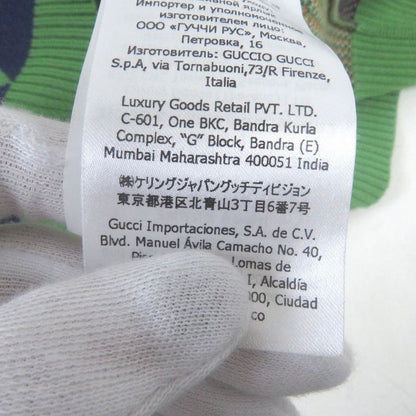 Импортер и уполномоченное
изготовителем лицо:
ООО "ГУЧЧИ РУС", Москва,
Петровка, 16
Изготовитель: GUCCIO GUCCI
S.p.A, via Tornabuoni,73/R Firenze,
Italia
Luxury Goods Retail PVT. LTD.
C-601, One BKC, Bandra Kurla
Complex, "G" Block, Bandra (E)
Mumbai Maharashtra 400051 India
㈱ケリングジャパングッチディビジョン
東京都港区北青山3丁目6番7号
Gucci Importaciones, S.A. de C.V.
Blvd. Manuel Ávila Camacho No. 40,
Lomas de
Alcaldía
000, Ciudad
co